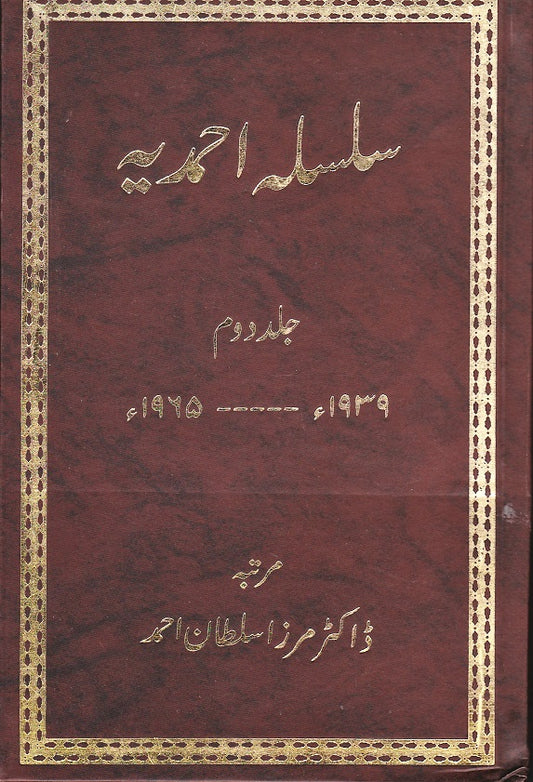 سلسلہ احمدیہ
جلد دوم
۱۹۳۹ء ----- ۱۹۶۵ء
مرتبہ
ڈاکٹر مرزا سلطان احمد